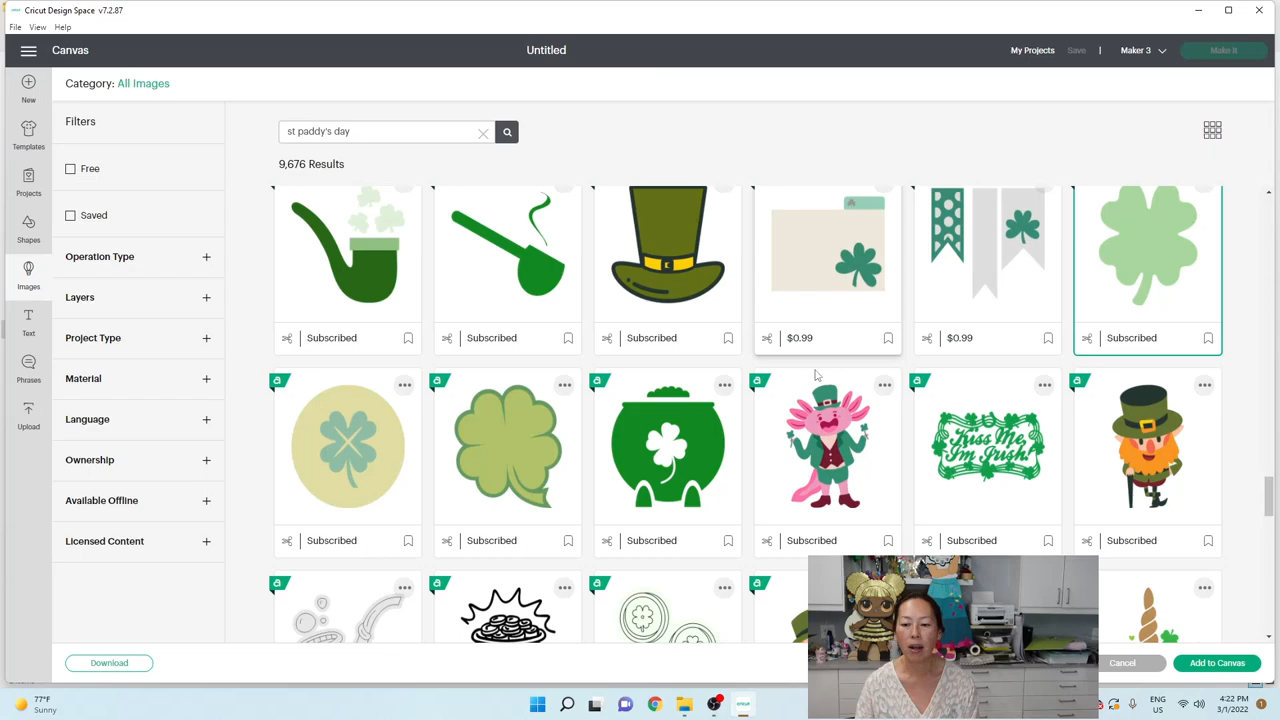 Cricut Design Space v7.2.87
File View Help
Canvas
Untitled
My Projects Save | Maker 3 Make It
New
Templates
Projects
Shapes
Images
Text
Phrases
Upload
Category: All Images
Filters
Free
Saved
Operation Type +
Layers +
Project Type +
Material +
Language +
Ownership +
Available Offline +
Licensed Content +
Download
st paddy's day
9,676 Results
Subscribed Subscribed Subscribed $0.99 $0.99 Subscribed
a a a a a a
Kiss Me
I'm Irish!
Subscribed Subscribed Subscribed Subscribed Subscribed Subscribed
a a a a
Cancel Add to Canvas
77°F
Sunny
cricut
ENG
US
4:22 PM
3/1/2022
1